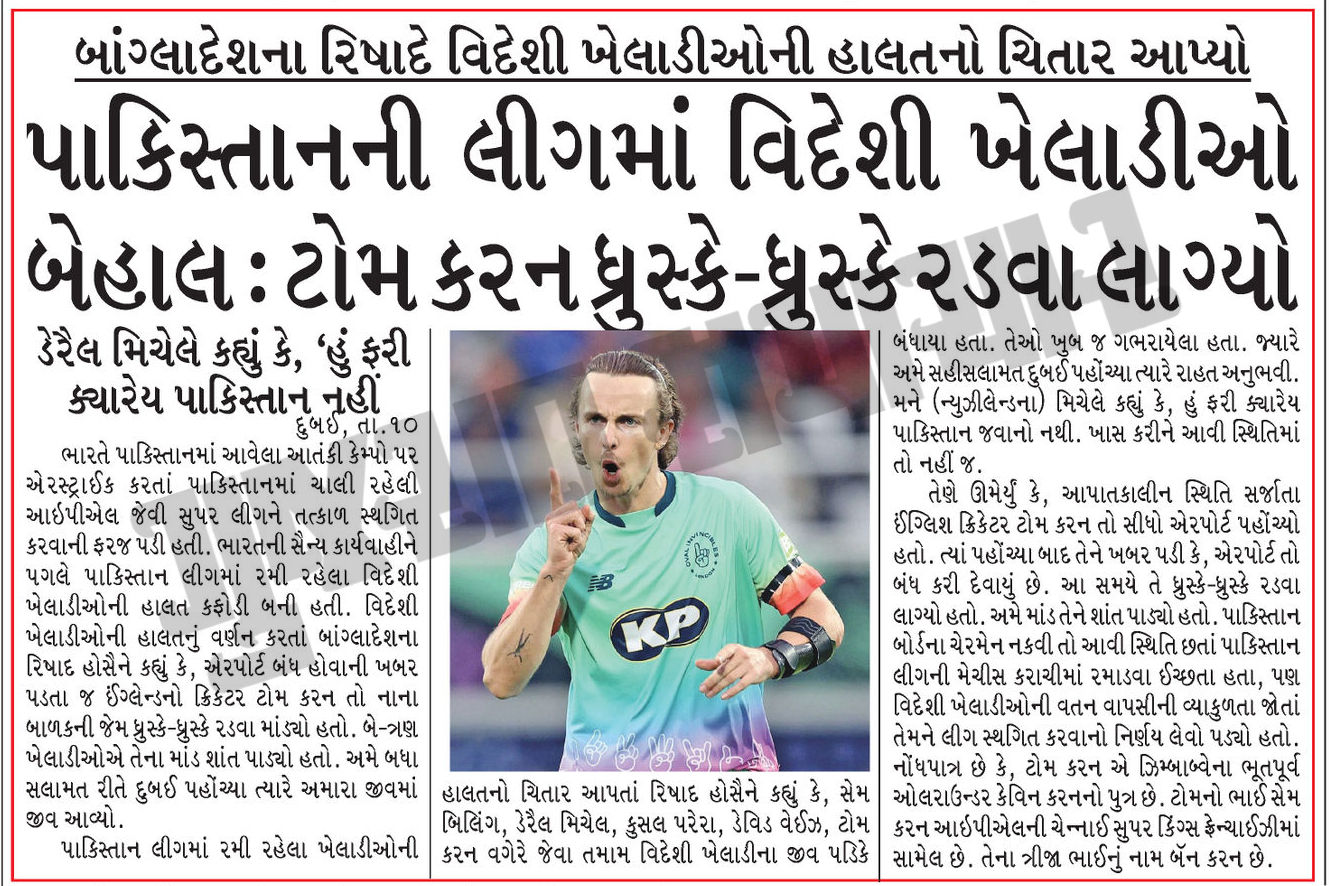 બાંગ્લાદેશના રિષાદે વિદેશી ખેલાડીઓની હાલતનો ચિતાર આપ્યો
પાકિસ્તાનની લીગમાં વિદેશી ખેલાડીઓ
બેહાલ : ટોમ કરન ધ્રુસ્કે-ધ્રુસ્કે રડવા લાગ્યો
ડેરૈલ મિચેલે કહ્યું કે, ‘હું ફરી
ક્યારેય પાકિસ્તાન નહીં
દુબઈ, તા.૧૦
ભારતે પાકિસ્તાનમાં આવેલા આતંકી કેમ્પો પર
એરસ્ટ્રાઈક કરતાં પાકિસ્તાનમાં ચાલી રહેલી
આઇપીએલ જેવી સુપર લીગને તત્કાળ સ્થગિત
કરવાની ફરજ પડી હતી. ભારતની સૈન્ય કાર્યવાહીને
પગલે પાકિસ્તાન લીગમાં રમી રહેલા વિદેશી
ખેલાડીઓની હાલત કફોડી બની હતી. વિદેશી
ખેલાડીઓની હાલતનું વર્ણન કરતાં બાંગ્લાદેશના
રિષાદ હોસૈને કહ્યું કે, એરપોર્ટ બંધ હોવાની ખબર
પડતા જ ઈંગ્લેન્ડનો ક્રિકેટર ટોમ કરન તો નાના
બાળકની જેમ ધ્રુસ્કે-ધ્રુસ્કે રડવા માંડ્યો હતો. બે-ત્રણ
ખેલાડીઓએ તેના માંડ શાંત પાડ્યો હતો. અમે બધા
સલામત રીતે દુબઈ પહોંચ્યા ત્યારે અમારા જીવમાં
જીવ આવ્યો.
પાકિસ્તાન લીગમાં રમી રહેલા ખેલાડીઓની
OVAL INVINCIBLES
LONDON
NB
KP
હાલતનો ચિતાર આપતાં રિષાદ હોસૈને કહ્યું કે, સેમ
બિલિંગ, ડેરૈલ મિચેલ, કુસલ પરેરા, ડેવિડ વેઈઝ, ટોમ
કરન વગેરે જેવા તમામ વિદેશી ખેલાડીના જીવ પડિકે
બંધાયા હતા. તેઓ ખુબ જ ગભરાયેલા હતા. જ્યારે
અમે સહીસલામત દુબઈ પહોંચ્યા ત્યારે રાહત અનુભવી.
મને (ન્યુઝીલેન્ડના) મિચેલે કહ્યું કે, હું ફરી ક્યારેય
પાકિસ્તાન જવાનો નથી. ખાસ કરીને આવી સ્થિતિમાં
તો નહીં જ.
તેણે ઊમેર્યું કે, આપાતકાલીન સ્થિતિ સર્જાતા
ઈંગ્લિશ ક્રિકેટર ટોમ કરન તો સીધો એરપોર્ટ પહોંચ્યો
હતો. ત્યાં પહોંચ્યા બાદ તેને ખબર પડી કે, એરપોર્ટ તો
બંધ કરી દેવાયું છે. આ સમયે તે ધ્રુસ્કે-ધ્રુસ્કે રડવા
લાગ્યો હતો. અમે માંડ તેને શાંત પાડ્યો હતો. પાકિસ્તાન
બોર્ડના ચેરમેન નકવી તો આવી સ્થિતિ છતાં પાકિસ્તાન
લીગની મેચીસ કરાચીમાં રમાડવા ઈચ્છતા હતા, પણ
વિદેશી ખેલાડીઓની વતન વાપસીની વ્યાકુળતા જોતાં
તેમને લીગ સ્થગિત કરવાનો નિર્ણય લેવો પડ્યો હતો.
નોંધપાત્ર છે કે, ટોમ કરન એ ઝિમ્બાબ્વેના ભૂતપૂર્વ
ઓલરાઉન્ડર કેવિન કરનનો પુત્ર છે. ટોમનો ભાઈ સેમ
કરન આઇપીએલની ચેન્નાઈ સુપર કિંગ્સ ફ્રેન્ચાઈઝીમાં
સામેલ છે. તેના ત્રીજા ભાઈનું નામ બૅન કરન છે.